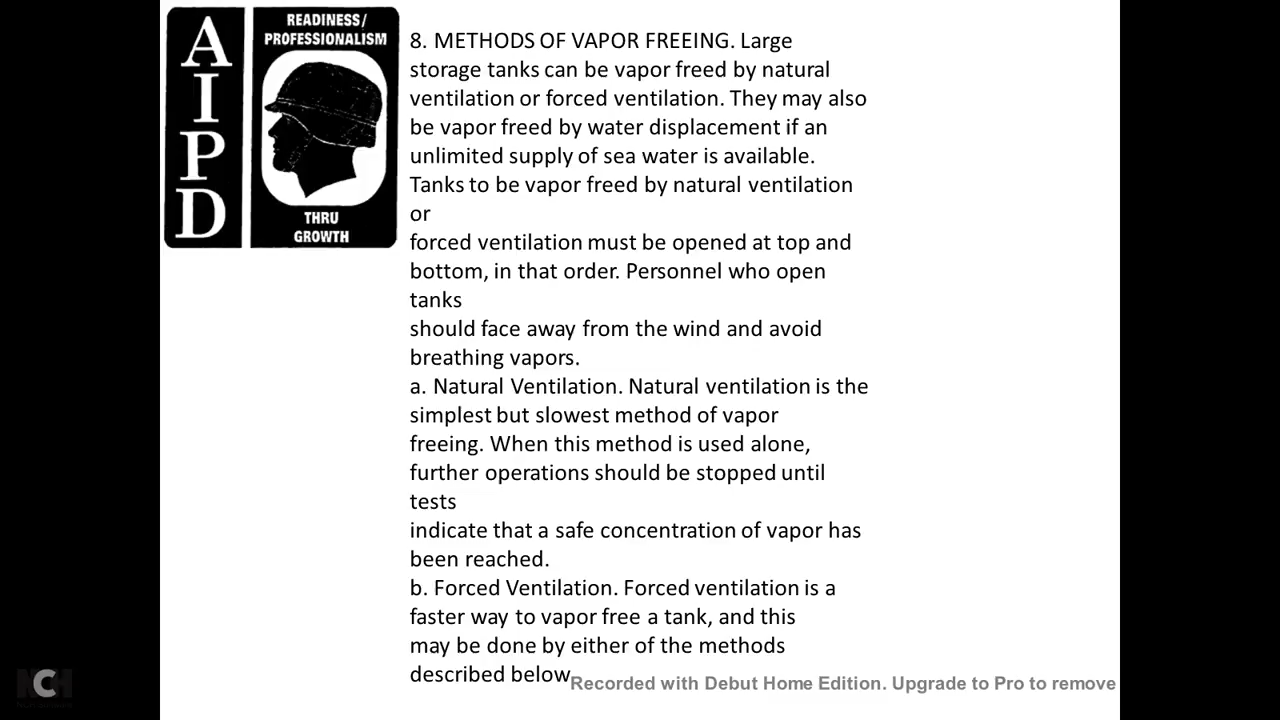 A
I
P
D
READINESS/
PROFESSIONALISM
THRU
GROWTH
8. METHODS OF VAPOR FREEING. Large
storage tanks can be vapor freed by natural
ventilation or forced ventilation. They may also
be vapor freed by water displacement if an
unlimited supply of sea water is available.
Tanks to be vapor freed by natural ventilation
or
forced ventilation must be opened at top and
bottom, in that order. Personnel who open
tanks
should face away from the wind and avoid
breathing vapors.
a. Natural Ventilation. Natural ventilation is the
simplest but slowest method of vapor
freeing. When this method is used alone,
further operations should be stopped until
tests
indicate that a safe concentration of vapor has
been reached.
b. Forced Ventilation. Forced ventilation is a
faster way to vapor free a tank, and this
may be done by either of the methods
described below
Recorded with Debut Home Edition. Upgrade to Pro to remove
NCH